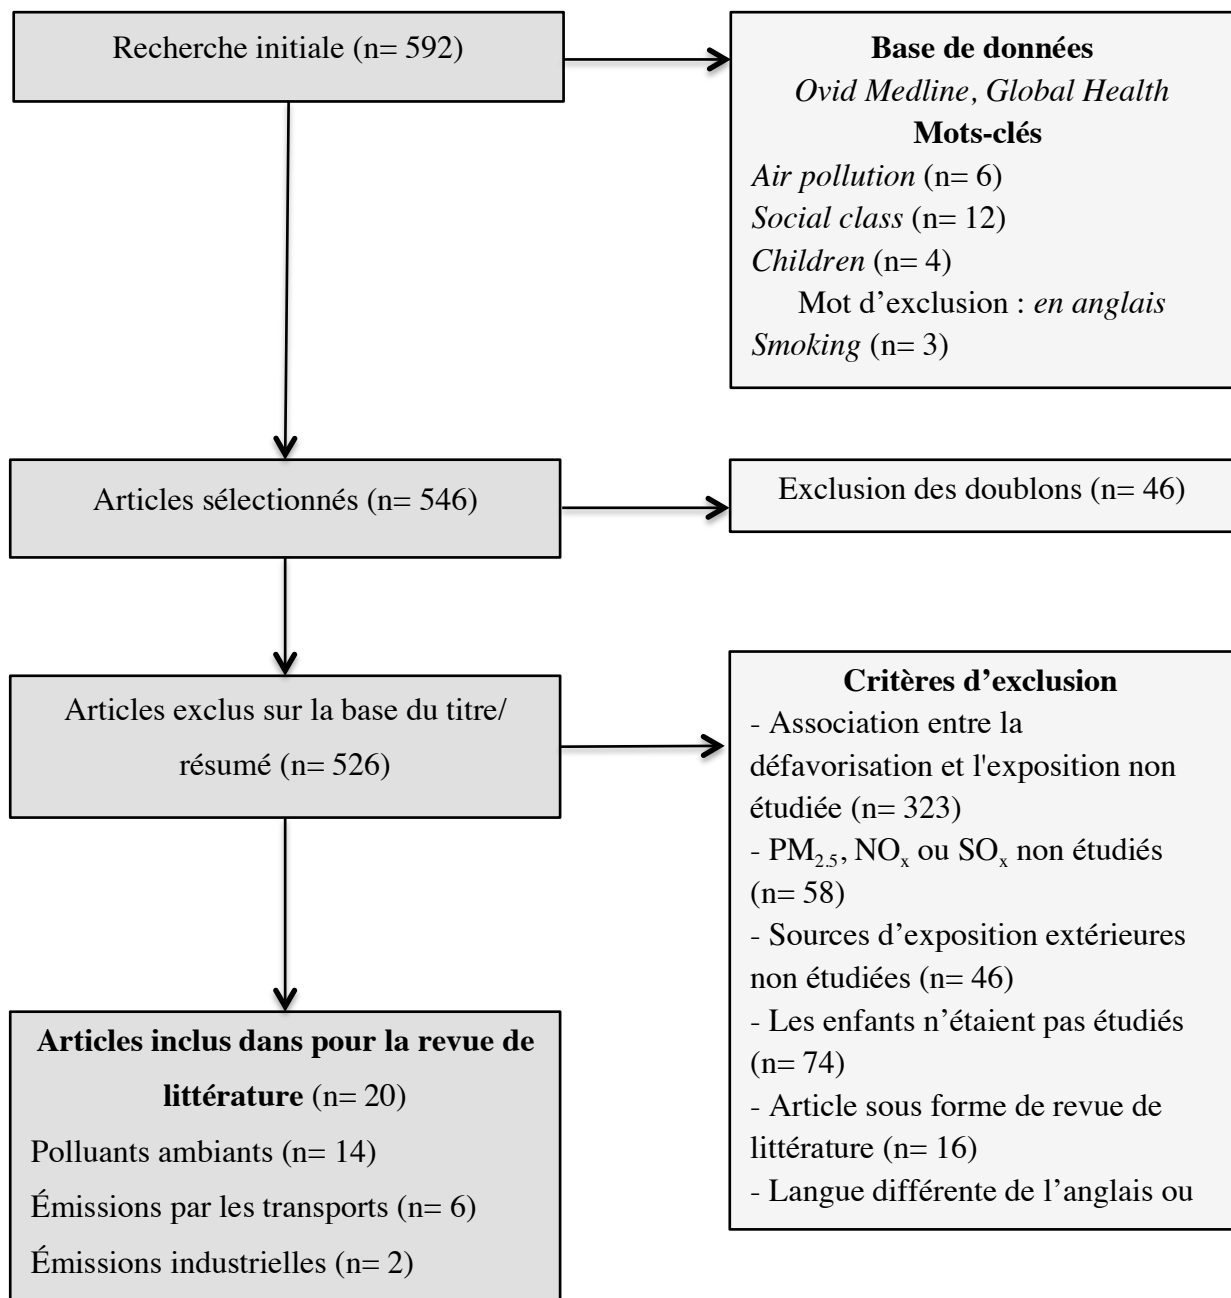 Recherche initiale (n= 592)
Base de données
Ovid Medline, Global Health
Mots-clés
Air pollution (n= 6)
Social class (n= 12)
Children (n= 4)
Mot d’exclusion : en anglais
Smoking (n= 3)
Articles sélectionnés (n= 546)
Exclusion des doublons (n= 46)
Articles exclus sur la base du titre/
résumé (n= 526)
Critères d’exclusion
- Association entre la
défavorisation et l'exposition non
étudiée (n= 323)
- PM2.5, NOx ou SOx non étudiés
(n= 58)
- Sources d’exposition extérieures
non étudiées (n= 46)
- Les enfants n’étaient pas étudiés
(n= 74)
- Article sous forme de revue de
littérature (n= 16)
- Langue différente de l’anglais ou
Articles inclus dans pour la revue de
littérature (n= 20)
Polluants ambiants (n= 14)
Émissions par les transports (n= 6)
Émissions industrielles (n= 2)